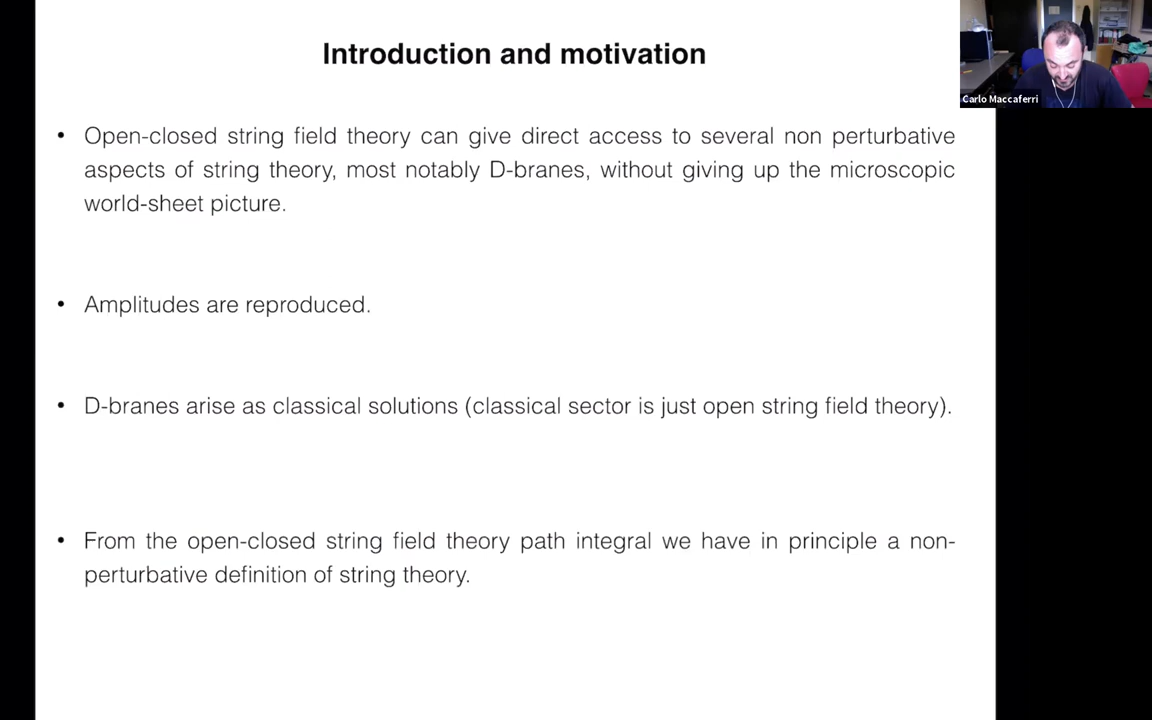 Introduction and motivation
Carlo Maccaferri
• Open-closed string field theory can give direct access to several non perturbative
aspects of string theory, most notably D-branes, without giving up the microscopic
world-sheet picture.
• Amplitudes are reproduced.
• D-branes arise as classical solutions (classical sector is just open string field theory).
• From the open-closed string field theory path integral we have in principle a non-
perturbative definition of string theory.